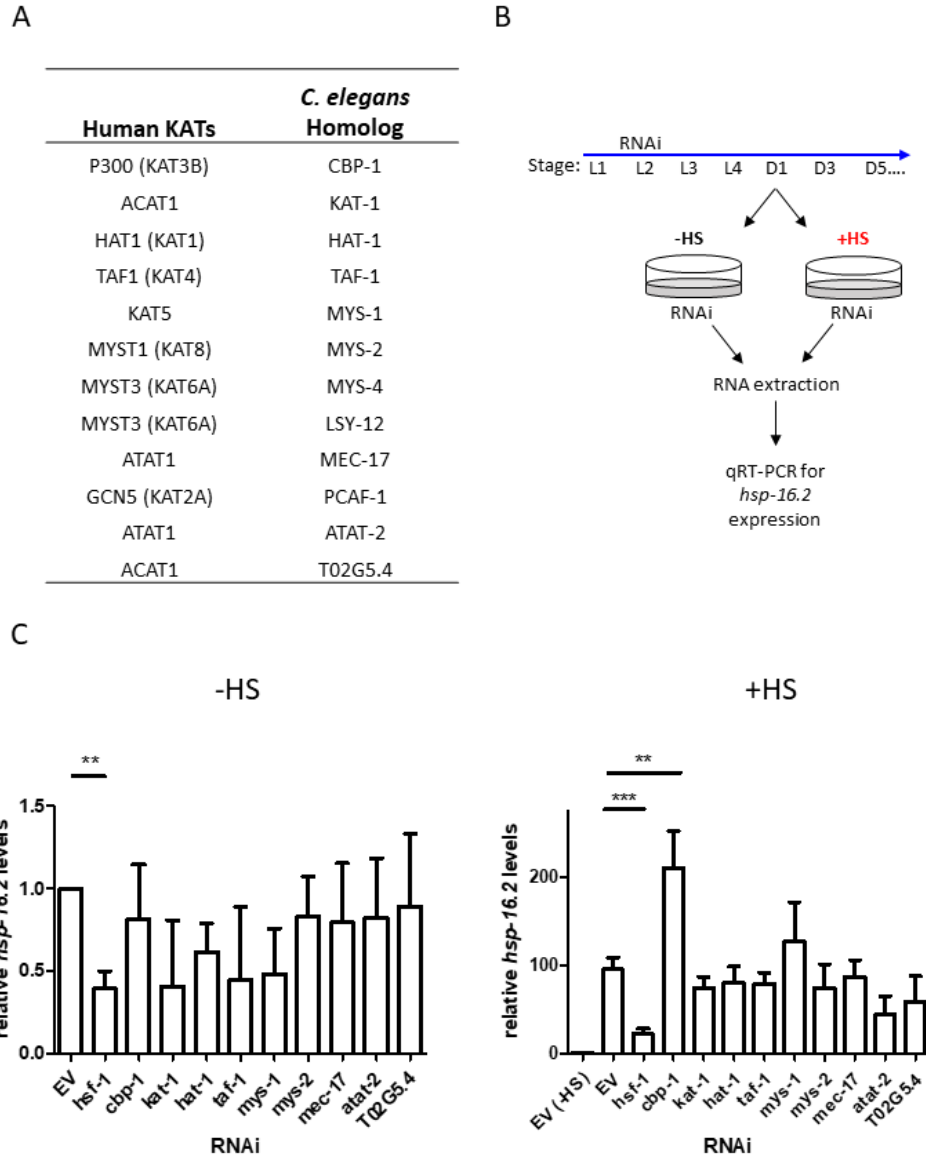 A
Human KATs
C. elegans
Homolog
P300 (KAT3B) CBP-1
ACAT1 KAT-1
HAT1 (KAT1) HAT-1
TAF1 (KAT4) TAF-1
KAT5 MYS-1
MYST1 (KAT8) MYS-2
MYST3 (KAT6A) MYS-4
MYST3 (KAT6A) LSY-12
ATAT1 MEC-17
GCN5 (KAT2A) PCAF-1
ATAT1 ATAT-2
ACAT1 T02G5.4
B
RNAi
Stage: L1 L2 L3 L4 D1 D3 D5....
-HS +HS
RNAi RNAi
RNA extraction
qRT-PCR for
hsp-16.2
expression
C
-HS
**
relative hsp-16.2 levels
1.5
1.0
0.5
0.0
EV
hsf-1
cbp-1
kat-1
hat-1
taf-1
mys-1
mys-2
mec-17
atat-2
T02G5.4
RNAi
+HS
**
***
relative hsp-16.2 levels
200
100
0
EV (-HS)
EV
hsf-1
cbp-1
kat-1
hat-1
taf-1
mys-1
mys-2
mec-17
atat-2
T02G5.4
RNAi